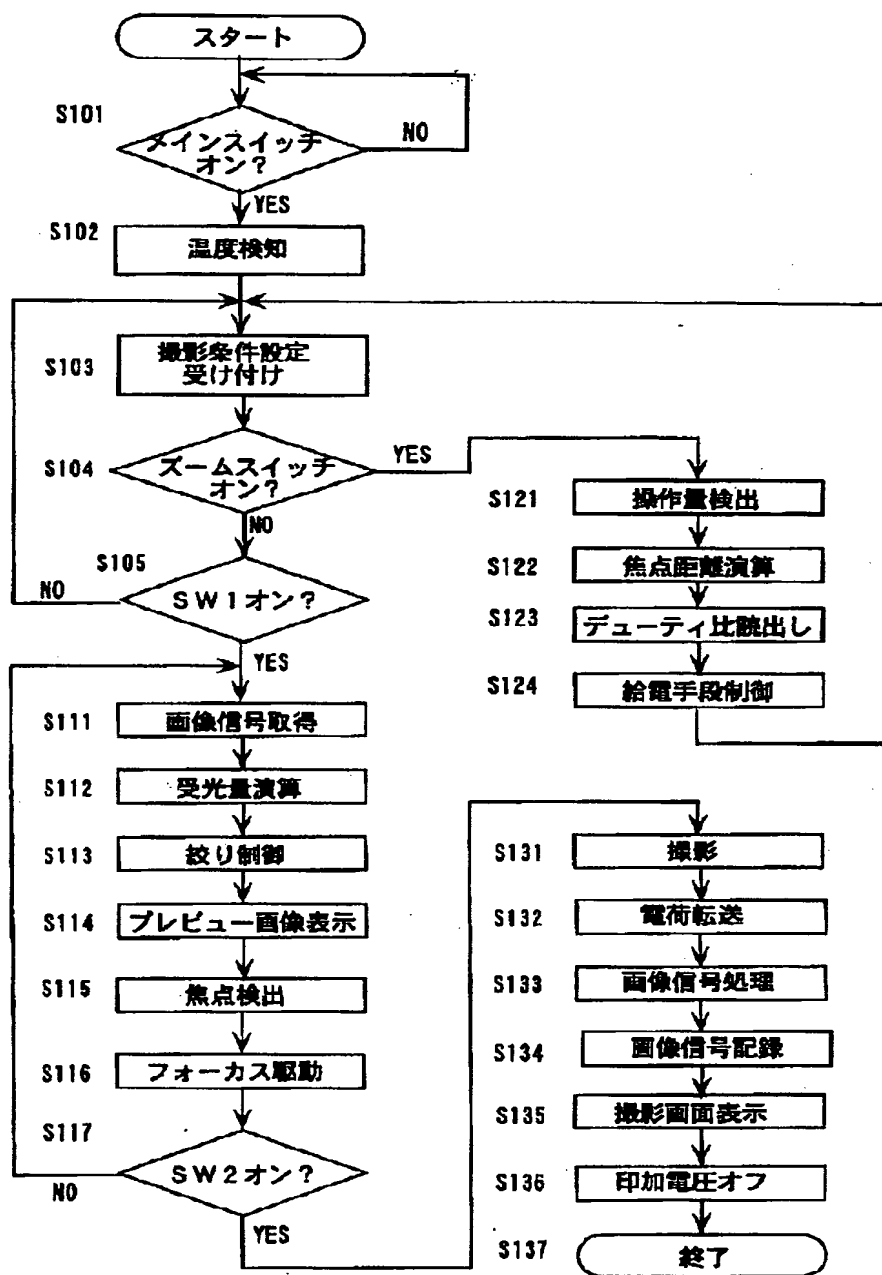 スタート
S101
メインスイッチ
オン？
NO
YES
S102
温度検知
S103
撮影条件設定
受け付け
S104
ズームスイッチ
オン？
YES
NO
S105
SW1オン？
NO
YES
S111
画像信号取得
S112
受光量演算
S113
絞り制御
S114
プレビュー画像表示
S115
焦点検出
S116
フォーカス駆動
S117
SW2オン？
NO
YES
S121
操作量検出
S122
焦点距離演算
S123
デューティ比読出し
S124
給電手段制御
S131
撮影
S132
電荷転送
S133
画像信号処理
S134
画像信号記録
S135
撮影画面表示
S136
印加電圧オフ
S137
終了